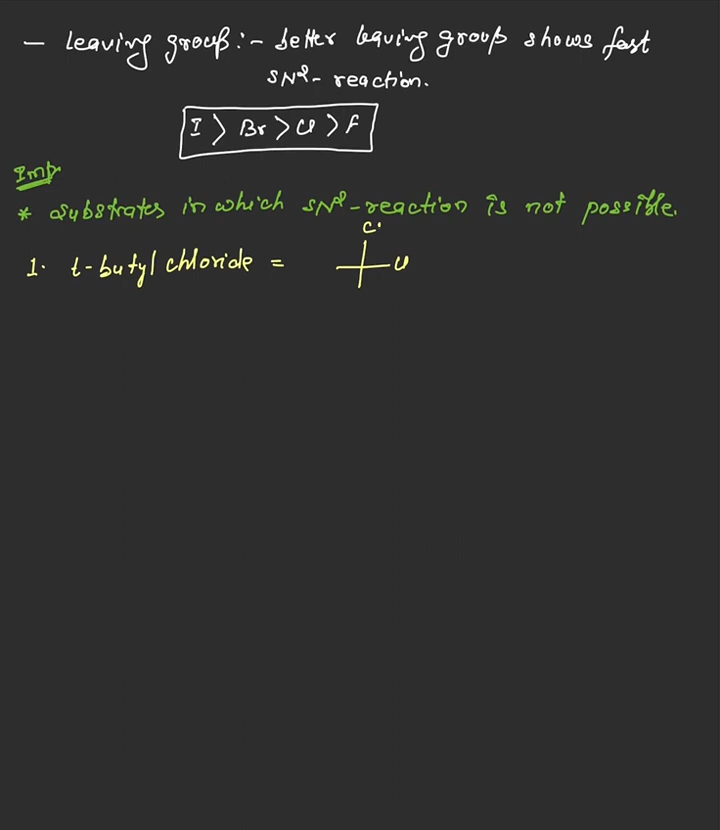 - Leaving group:- better leaving group shows fast
SN2-reaction.
I > Br > Cl > F
Imp
* Substrates in which SN2-reaction is not possible.
C
1. t-butyl chloride = Cl